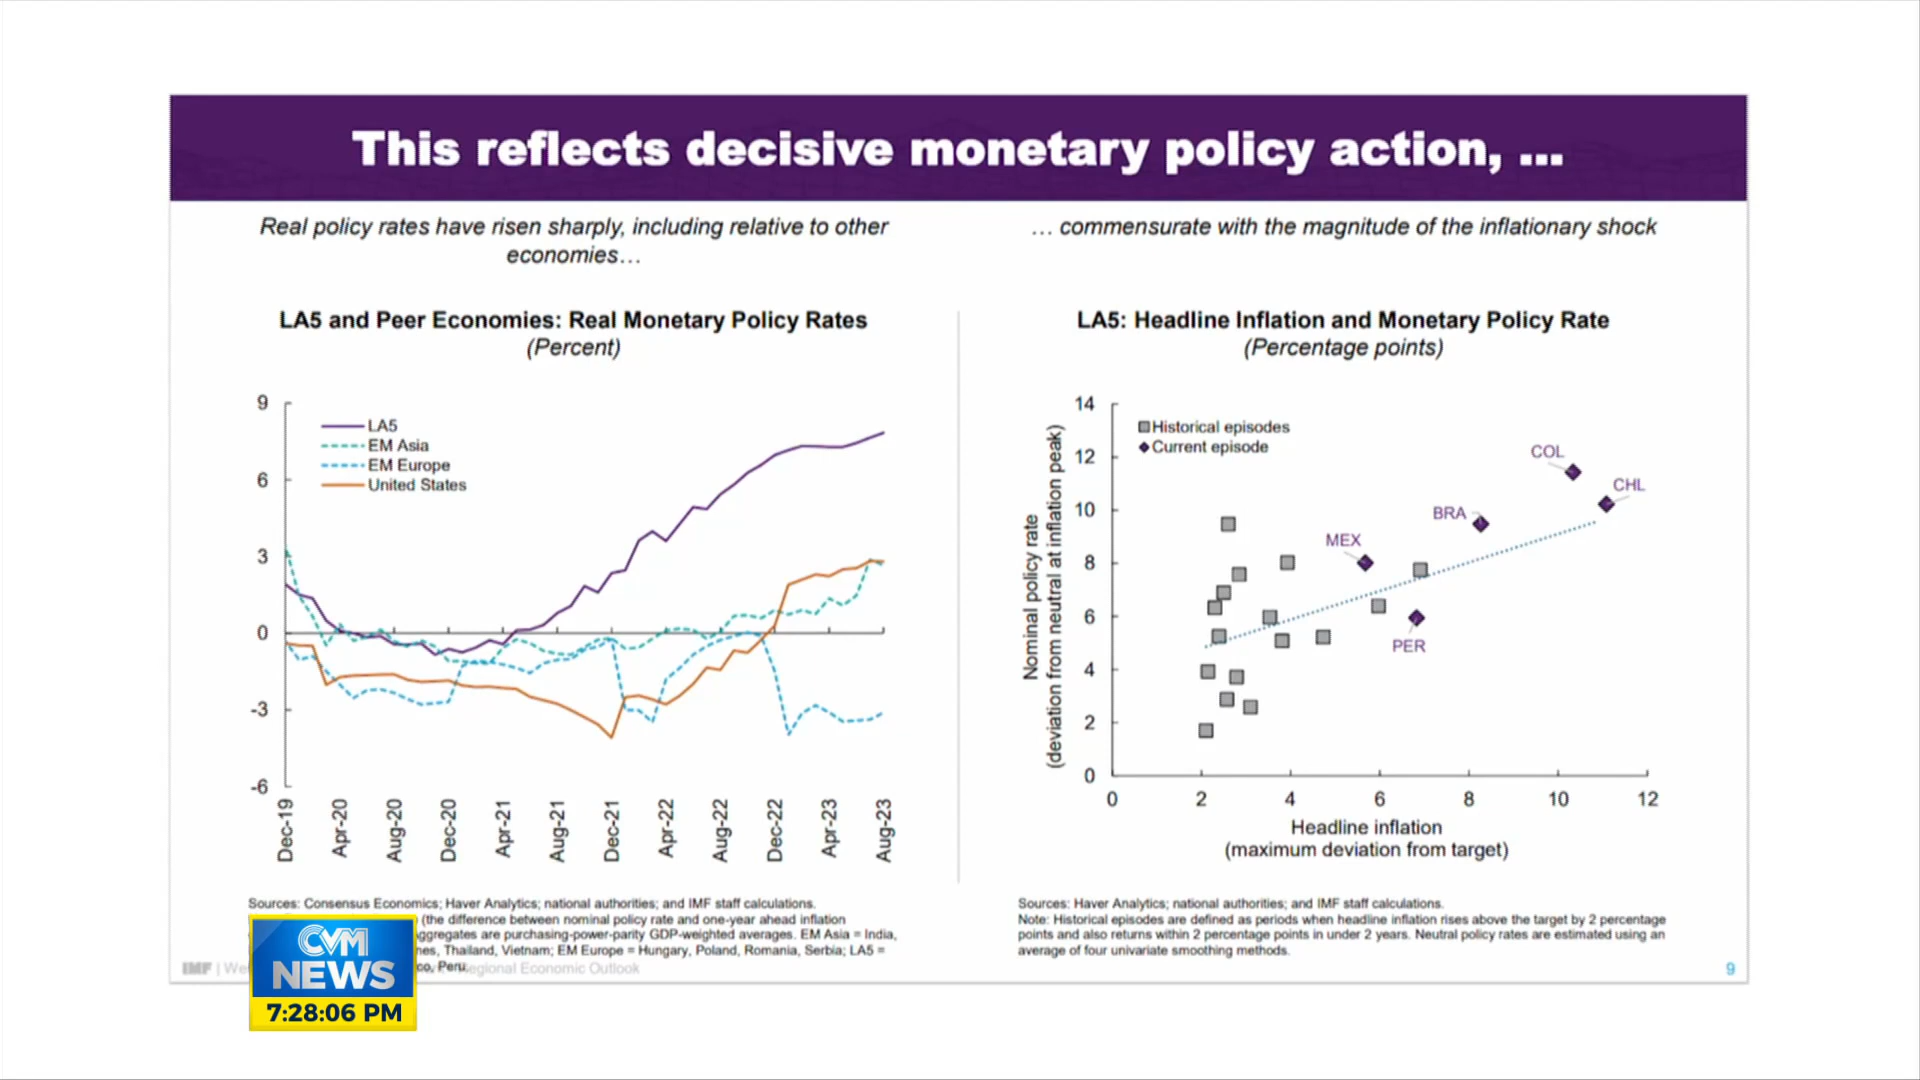 This reflects decisive monetary policy action, ...
Real policy rates have risen sharply, including relative to other
economies…
LA5 and Peer Economies: Real Monetary Policy Rates
(Percent)
9
6
3
0
-3
-6
LA5
EM Asia
EM Europe
United States
Dec-19
Apr-20
Aug-20
Dec-20
Apr-21
Aug-21
Dec-21
Apr-22
Aug-22
Dec-22
Apr-23
Aug-23
Sources: Consensus Economics; Haver Analytics; national authorities; and IMF staff calculations.
(the difference between nominal policy rate and one-year ahead inflation
ggregates are purchasing-power-parity GDP-weighted averages. EM Asia = India,
nes, Thailand, Vietnam; EM Europe = Hungary, Poland, Romania, Serbia; LA5 =
co, Peru.
… commensurate with the magnitude of the inflationary shock
LA5: Headline Inflation and Monetary Policy Rate
(Percentage points)
Nominal policy rate
(deviation from neutral at inflation peak)
14
12
10
8
6
4
2
0
Historical episodes
Current episode
COL
CHL
BRA
MEX
PER
0 2 4 6 8 10 12
Headline inflation
(maximum deviation from target)
Sources: Haver Analytics; national authorities; and IMF staff calculations.
Note: Historical episodes are defined as periods when headline inflation rises above the target by 2 percentage
points and also returns within 2 percentage points in under 2 years. Neutral policy rates are estimated using an
average of four univariate smoothing methods.
IMF | We
egional Economic Outlook
9
CVM
NEWS
7:28:06 PM